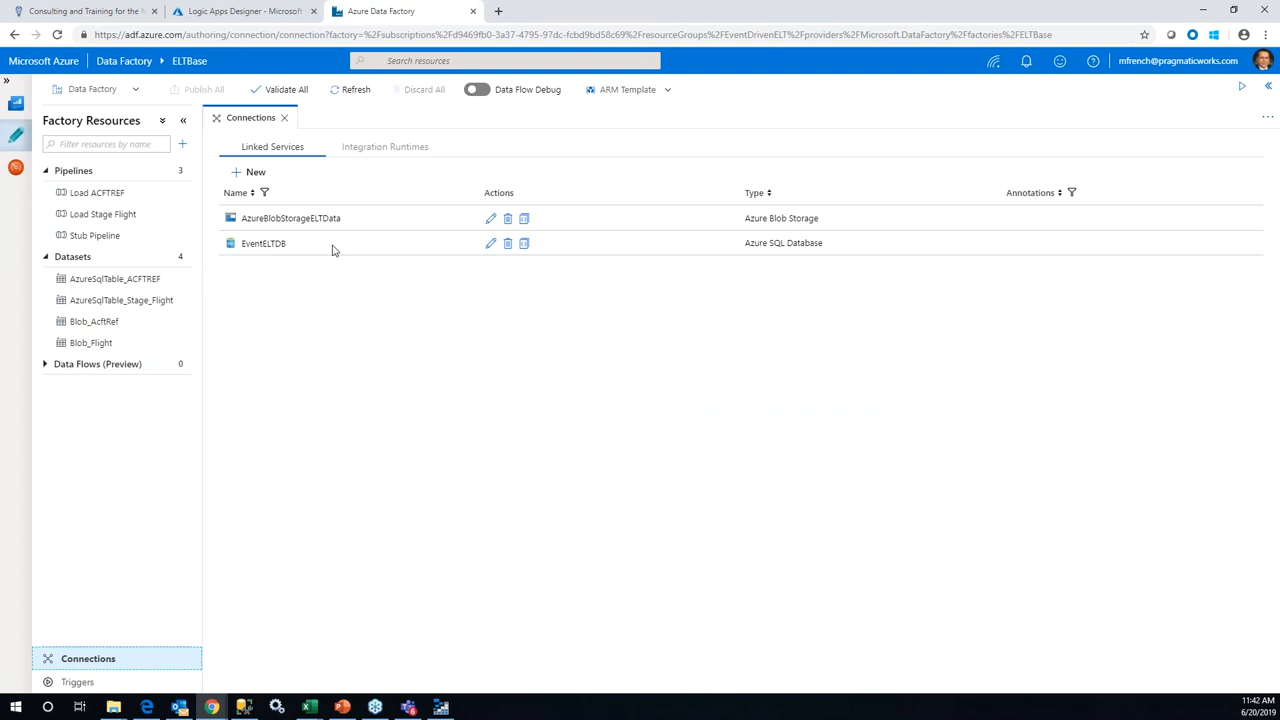 Consulting and Training for the M
Logic Apps Designer - Microsoft
Azure Data Factory
https://adf.azure.com/authoring/connection/connection?factory=%2Fsubscriptions%2Fd9469fb0-3a37-4795-97dc-fcbd9bd58c69%2FresourceGroups%2FEventDrivenELT%2Fproviders%2FMicrosoft.DataFactory%2Ffactories%2FELTBase
Microsoft Azure
Data Factory
ELTBase
Search resources
mfrench@pragmaticworks.com
Data Factory
Publish All
Validate All
Refresh
Discard All
Data Flow Debug
ARM Template
Factory Resources
Connections
Filter resources by name
Linked Services
Integration Runtimes
Pipelines 3
New
Load ACFTREF
Name
Actions
Type
Annotations
Load Stage Flight
AzureBlobStorageELTData
Azure Blob Storage
Stub Pipeline
EventELTDB
Azure SQL Database
Datasets 4
AzureSqlTable_ACFTREF
AzureSqlTable_Stage_Flight
Blob_AcftRef
Blob_Flight
Data Flows (Preview) 0
Connections
Triggers
11:42 AM
6/20/2019